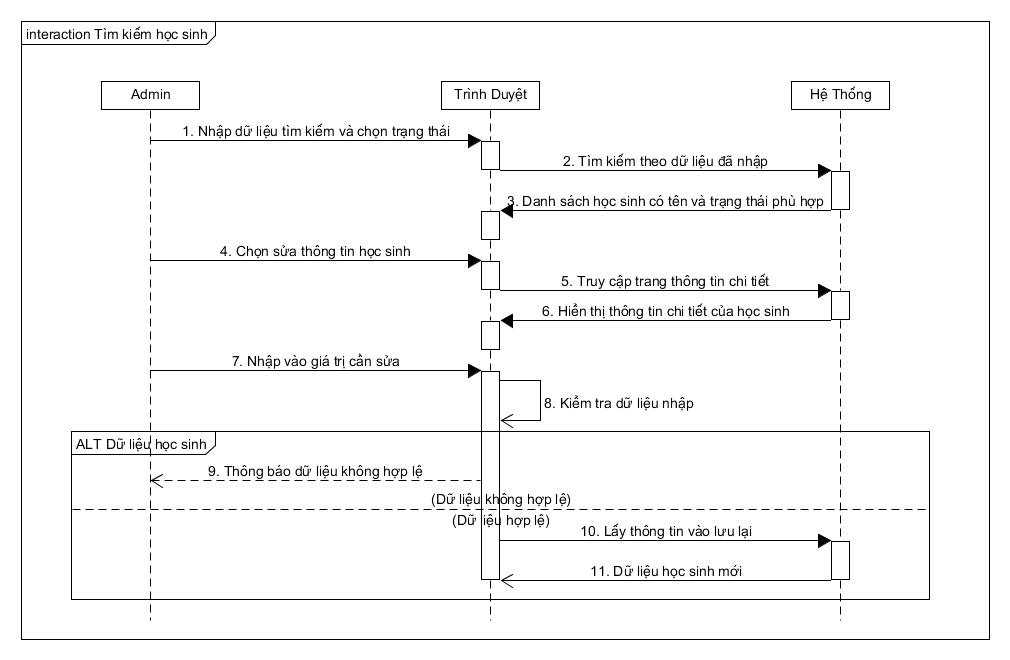 interaction Tìm kiếm học sinh
Admin
Trình Duyệt
Hệ Thống
1. Nhập dữ liệu tìm kiếm và chọn trạng thái
2. Tìm kiếm theo dữ liệu đã nhập
3. Danh sách học sinh có tên và trạng thái phù hợp
4. Chọn sửa thông tin học sinh
5. Truy cập trang thông tin chi tiết
6. Hiển thị thông tin chi tiết của học sinh
7. Nhập vào giá trị cần sửa
8. Kiểm tra dữ liệu nhập
ALT Dữ liệu học sinh
9. Thông báo dữ liệu không hợp lệ
(Dữ liệu không hợp lệ)
(Dữ liệu hợp lệ)
10. Lấy thông tin vào lưu lại
11. Dữ liệu học sinh mới